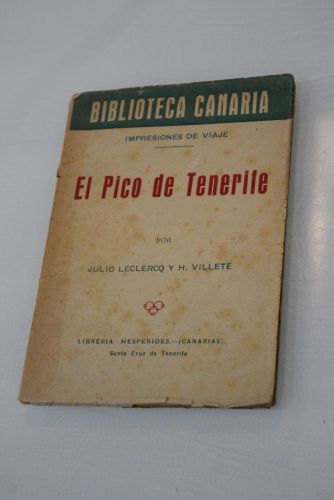 BIBLIOTECA CANARIA
IMPRESIONES DE VIAJE
El Pico de Tenerife
POR
JULIO LECLERCQ Y H. VILLETE
LIBRERIA HESPERIDES.—(CANARIAS)
Santa Cruz de Tenerife